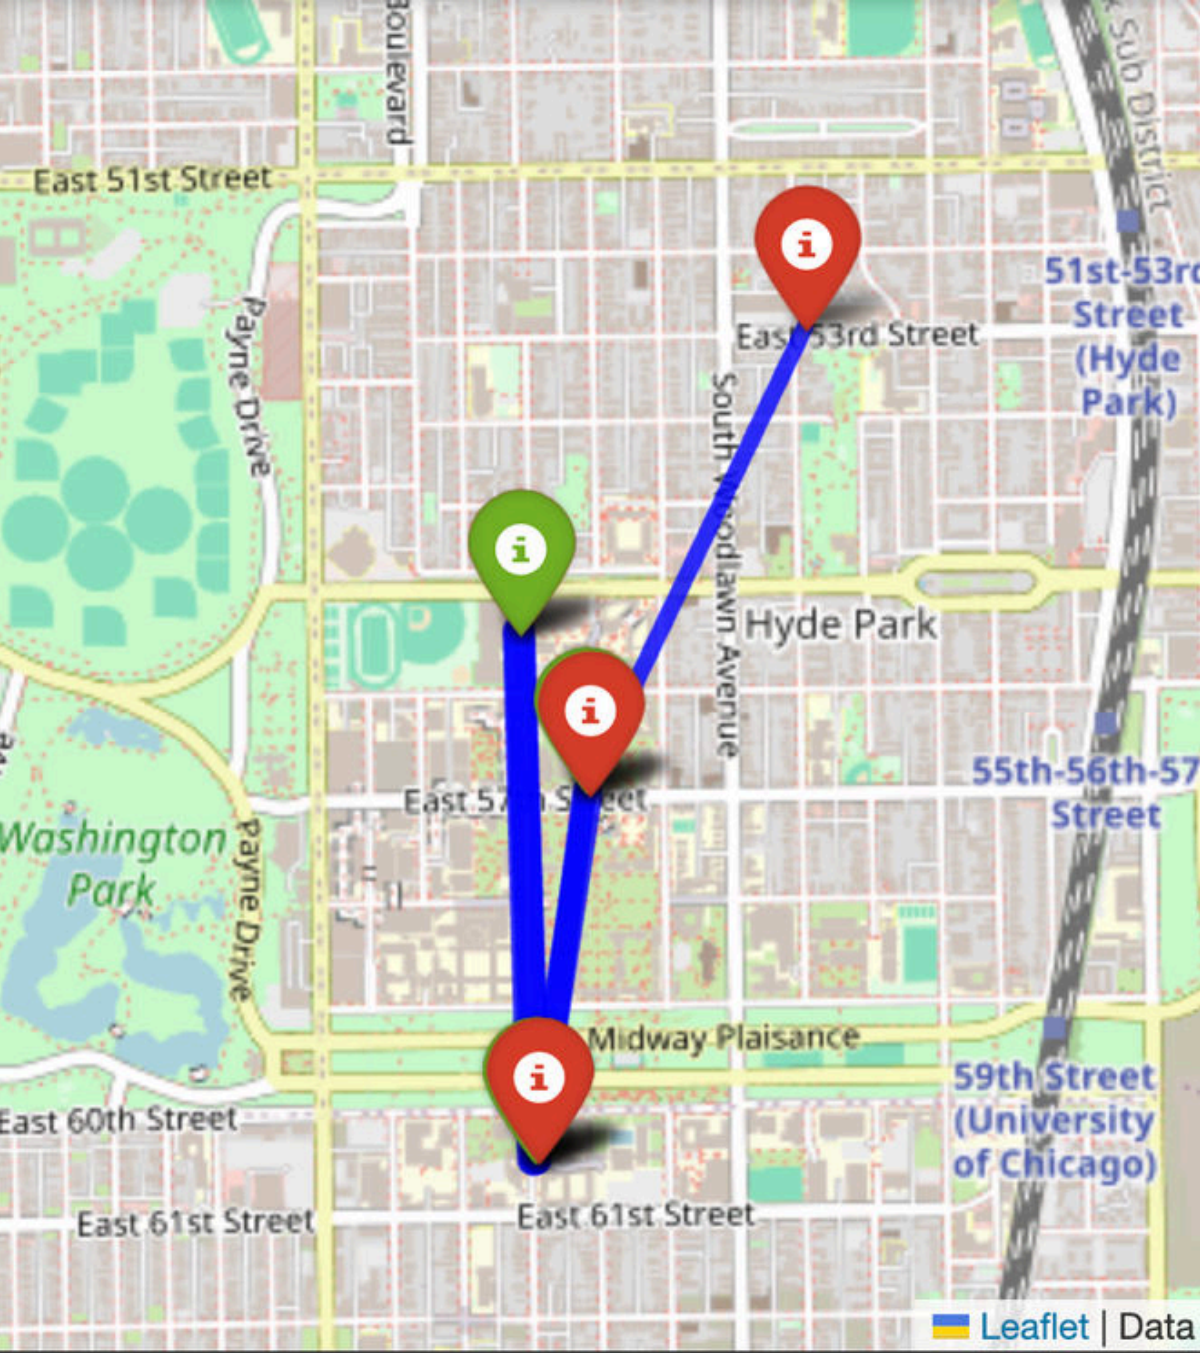 Boulevard
Sub District
East 51st Street
51st-53rd
Street
(Hyde
Park)
East 53rd Street
Payne Drive
South Woodlawn Avenue
Hyde Park
55th-56th-57
Street
East 57th Street
Washington
Park
Payne Drive
Midway Plaisance
59th Street
(University
of Chicago)
East 60th Street
East 61st Street
East 61st Street
Leaflet | Data